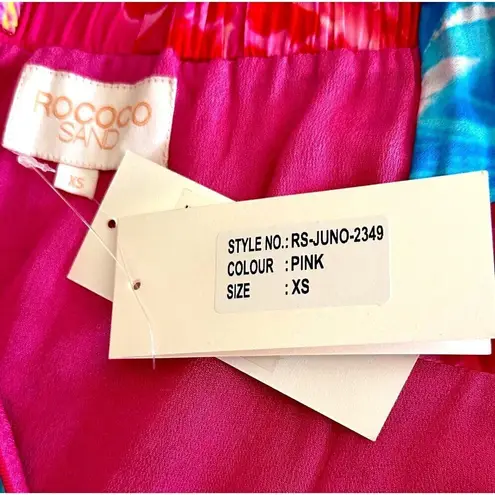 ROCOCO
SAND
XS
STYLE NO.: RS-JUNO-2349
COLOUR : PINK
SIZE : XS